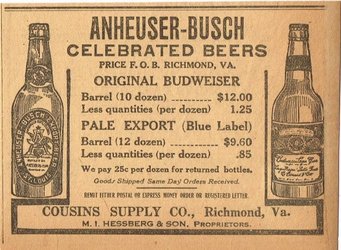 ANHEUSER-BUSCH
CELEBRATED BEERS
PRICE F. O. B. RICHMOND, VA.
ORIGINAL BUDWEISER
Barrel (10 dozen) ---------- $12.00
Less quantities (per dozen) 1.25
PALE EXPORT (Blue Label)
Barrel (12 dozen) ---------- $9.60
Less quantities (per dozen) .85
We pay 25c per dozen for returned bottles.
Goods Shipped Same Day Orders Received.
REMIT EITHER POSTAL OR EXPRESS MONEY ORDER OR REGISTERED LETTER.
COUSINS SUPPLY CO., Richmond, Va.
M. I. HESSBERG & SON, PROPRIETORS.